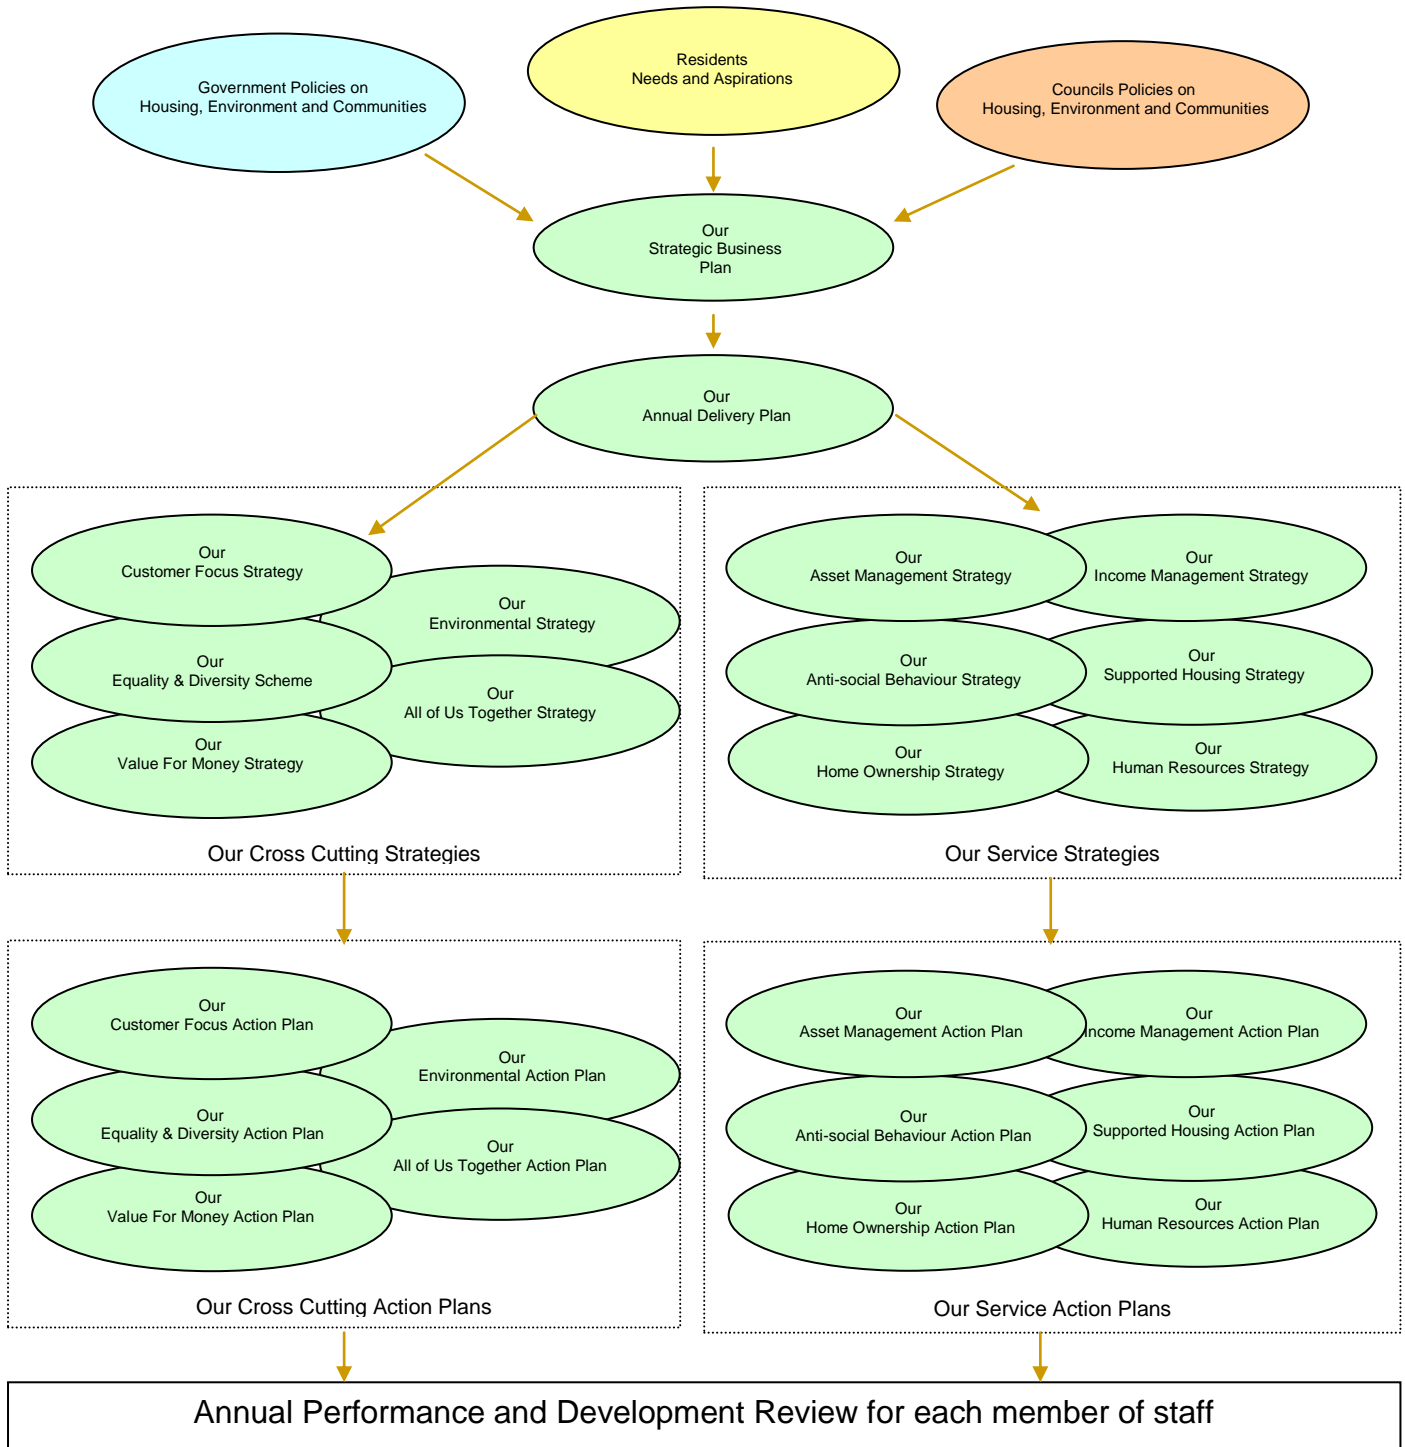 Government Policies on
Housing, Environment and Communities
Residents
Needs and Aspirations
Councils Policies on
Housing, Environment and Communities
Our
Strategic Business
Plan
Our
Annual Delivery Plan
Our
Customer Focus Strategy
Our
Environmental Strategy
Our
Equality & Diversity Scheme
Our
All of Us Together Strategy
Our
Value For Money Strategy
Our Cross Cutting Strategies
Our
Asset Management Strategy
Our
Income Management Strategy
Our
Anti-social Behaviour Strategy
Our
Supported Housing Strategy
Our
Home Ownership Strategy
Our
Human Resources Strategy
Our Service Strategies
Our
Customer Focus Action Plan
Our
Environmental Action Plan
Our
Equality & Diversity Action Plan
Our
All of Us Together Action Plan
Our
Value For Money Action Plan
Our Cross Cutting Action Plans
Our
Asset Management Action Plan
Our
Income Management Action Plan
Our
Anti-social Behaviour Action Plan
Our
Supported Housing Action Plan
Our
Home Ownership Action Plan
Our
Human Resources Action Plan
Our Service Action Plans
Annual Performance and Development Review for each member of staff